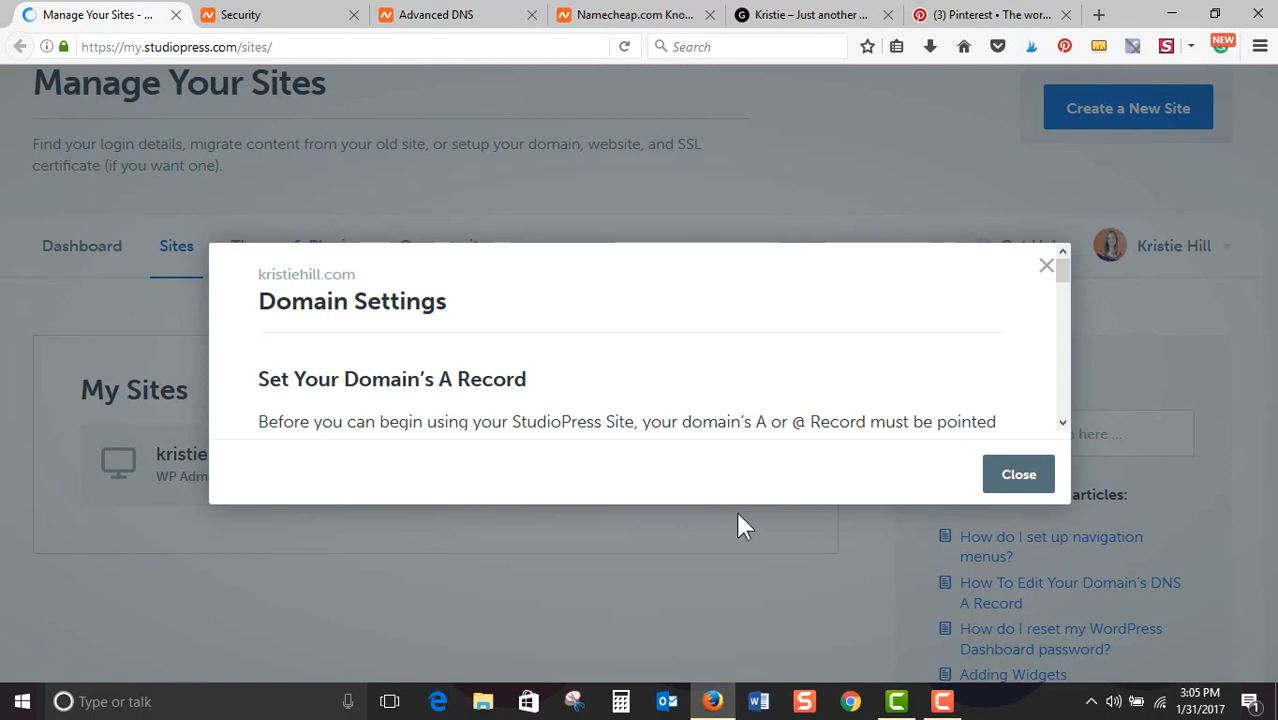 Manage Your Sites - ...
Security
Advanced DNS
Namecheap.com Kno...
Kristie – Just another ...
(3) Pinterest • The wor...
https://my.studiopress.com/sites/
Search
NEW
Manage Your Sites
Create a New Site
Find your login details, migrate content from your old site, or setup your domain, website, and SSL
certificate (if you want one).
Dashboard
Sites
Kristie Hill
kristiehill.com
Domain Settings
Set Your Domain's A Record
Before you can begin using your StudioPress Site, your domain's A or @ Record must be pointed
Close
My Sites
kristie
WP Adm
here ...
articles:
How do I set up navigation
menus?
How To Edit Your Domain's DNS
A Record
How do I reset my WordPress
Dashboard password?
Adding Widgets
Type or talk
3:05 PM
1/31/2017